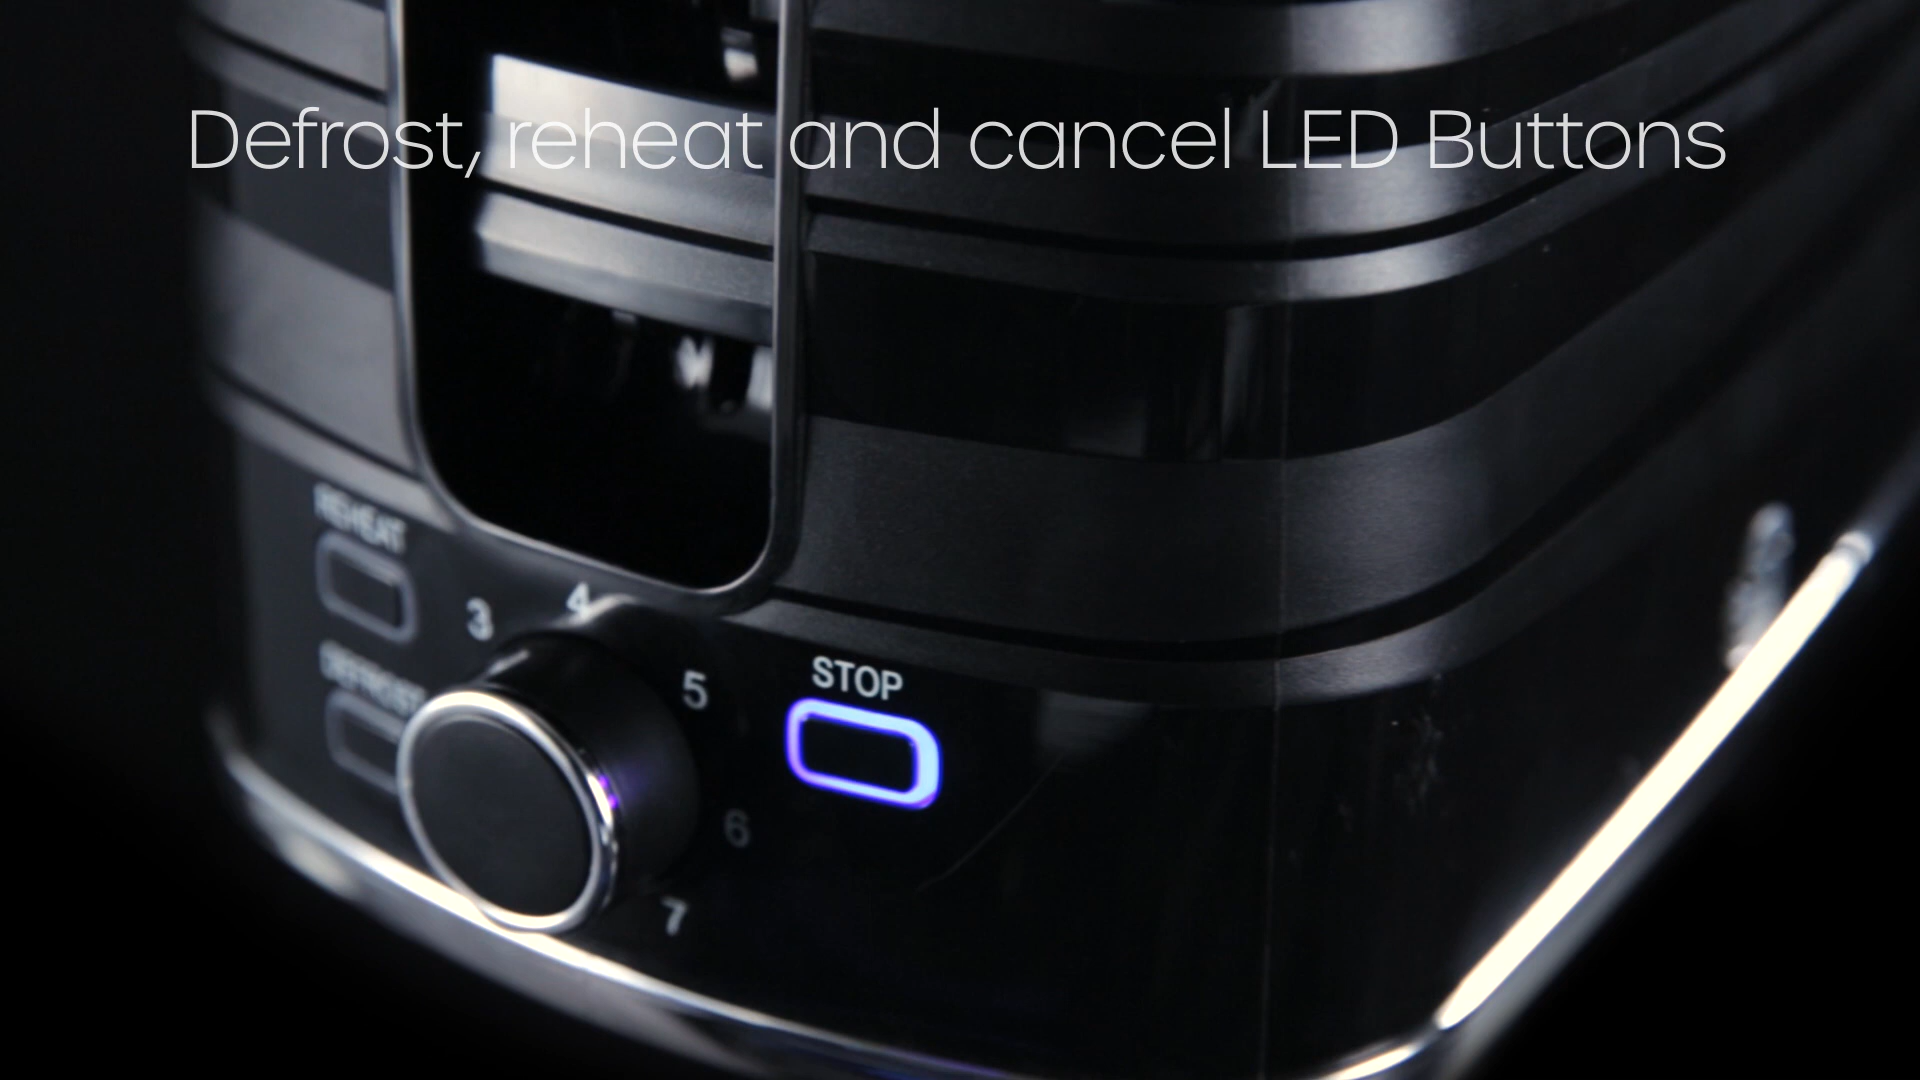 Defrost, reheat and cancel LED Buttons
REHEAT
3
4
5
STOP
DEFROST
6
7